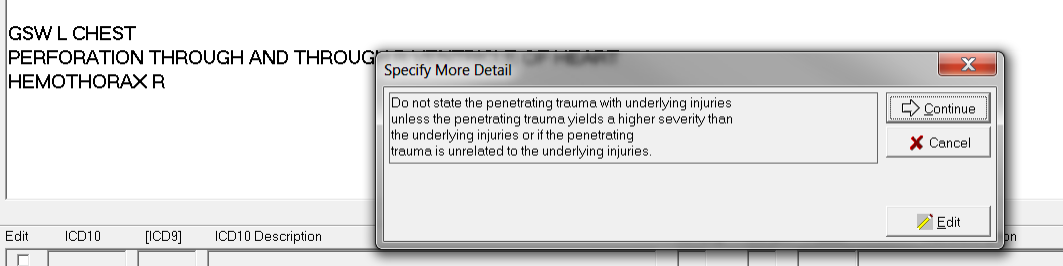 GSW L CHEST
PERFORATION THROUGH AND THROUG
HEMOTHORAX R
Specify More Detail
Do not state the penetrating trauma with underlying injuries
unless the penetrating trauma yields a higher severity than
the underlying injuries or if the penetrating
trauma is unrelated to the underlying injuries.
Continue
Cancel
Edit
Edit ICD10 [ICD9] ICD10 Description on